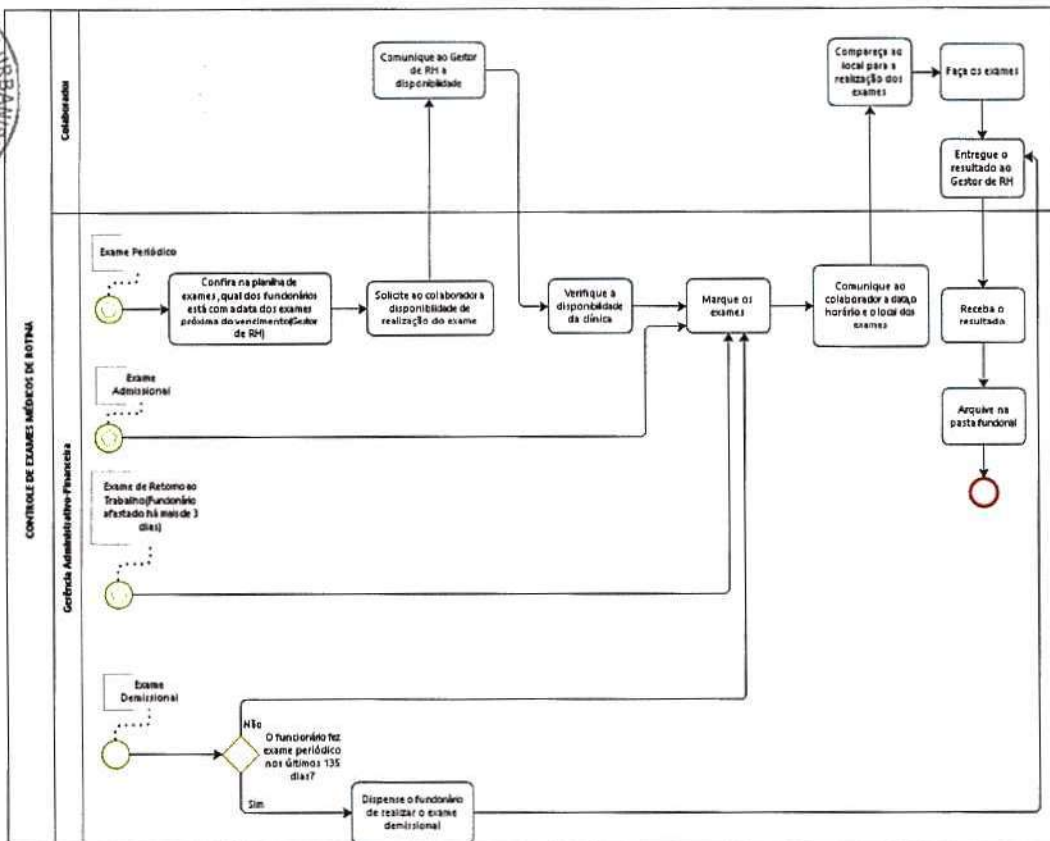 CONTROLE DE EXAMES MÉDICOS DE ROTINA
Colaborador
Comunique ao Gestor
de RH a
disponibilidade
Compareça ao
local para a
realização dos
exames
Faça os exames
Entregue o
resultado ao
Gestor de RH
Gerência Administrativo-Financeira
Exame Periódico
Confira na planilha de
exames ,qual dos funcionários
está com a data dos exames
próxima do vencimento(Gestor
de RH)
Solicite ao colaborador a
disponibilidade de
realização do exame
Verifique a
disponibilidade
da clínica
Marque os
exames
Comunique ao
colaborador a data,o
horário e o local dos
exames
Receba o
resultado
Arquive na
pasta funcional
Exame
Admissional
Exame de Retorno ao
Trabalho(Funcionário
afastado há mais de 3
dias)
Exame
Demissional
Não
O funcionário fez
exame periódico
nos últimos 135
dias?
Sim
Dispense o funcionário
de realizar o exame
demissional